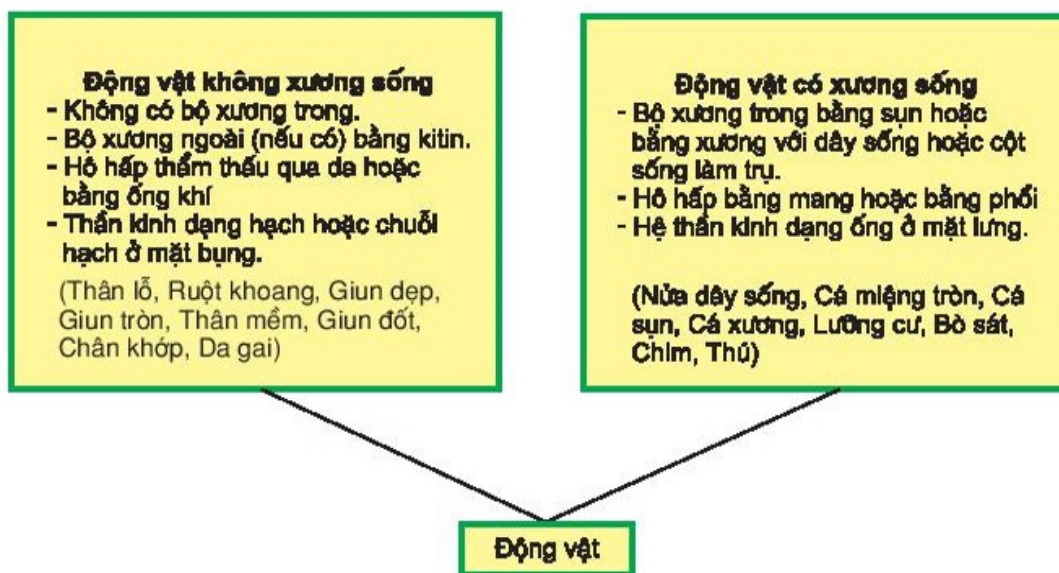 Động vật không xương sống
- Không có bộ xương trong.
- Bộ xương ngoài (nếu có) bằng kitin.
- Hô hấp thẩm thấu qua da hoặc
bằng ống khí
- Thần kinh dạng hạch hoặc chuỗi
hạch ở mặt bụng.
(Thân lỗ, Ruột khoang, Giun dẹp,
Giun tròn, Thân mềm, Giun đốt,
Chân khớp, Da gai)
Động vật có xương sống
- Bộ xương trong bằng sụn hoặc
bằng xương với dây sống hoặc cột
sống làm trụ.
- Hô hấp bằng mang hoặc bằng phổi
- Hệ thần kinh dạng ống ở mặt lưng.
(Nửa dây sống, Cá miệng tròn, Cá
sụn, Cá xương, Lưỡng cư, Bò sát,
Chim, Thú)
Động vật